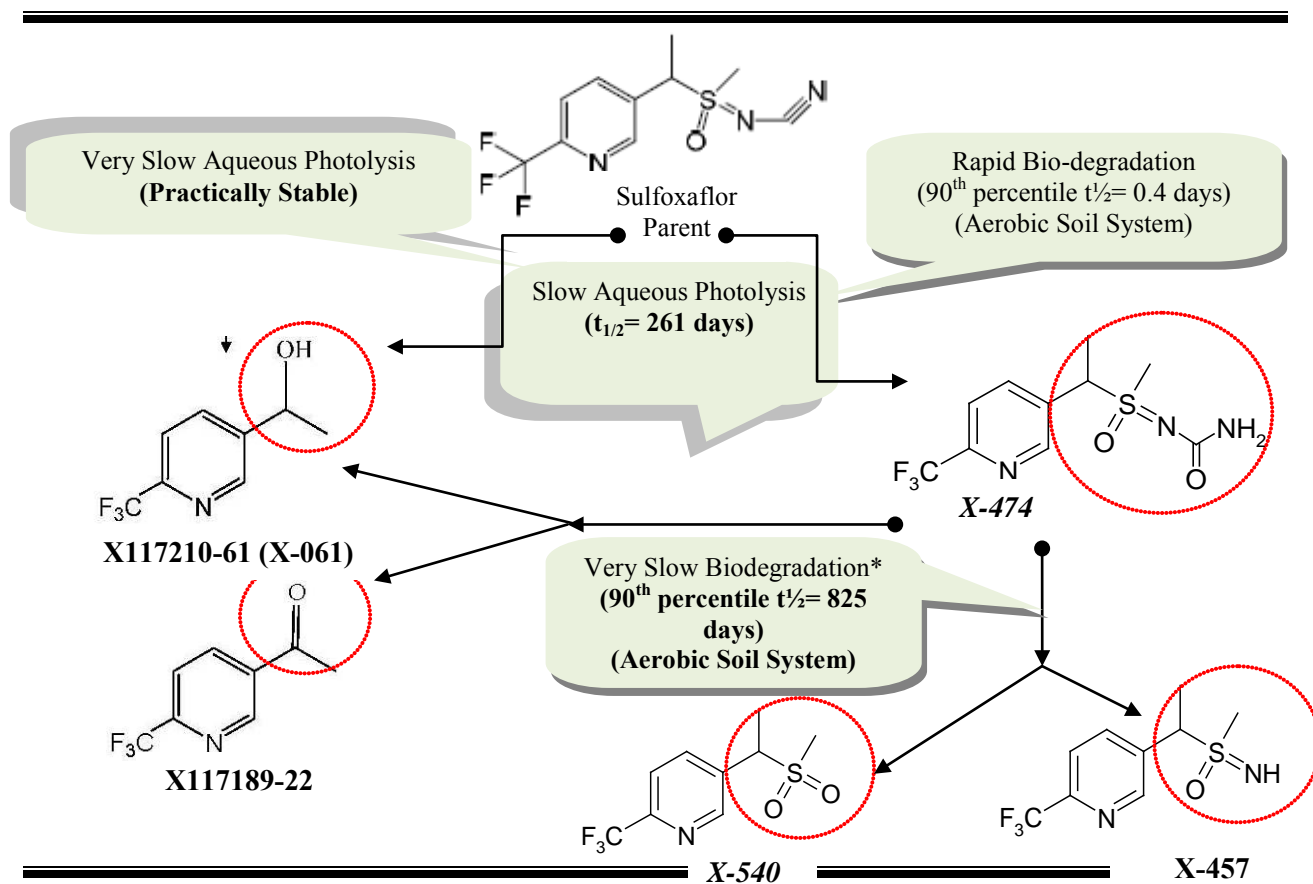 N
S
N
O
N
F
F
F
Very Slow Aqueous Photolysis
(Practically Stable)
Sulfoxaflor
Parent
Rapid Bio-degradation
(90th percentile t½= 0.4 days)
(Aerobic Soil System)
Slow Aqueous Photolysis
(t1/2= 261 days)
OH
F3C
N
X117210-61 (X-061)
S
O
N
NH2
O
F3C
N
X-474
Very Slow Biodegradation*
(90th percentile t½= 825
days)
(Aerobic Soil System)
O
F3C
N
X117189-22
S
O
O
F3C
N
X-540
S
O
NH
F3C
N
X-457